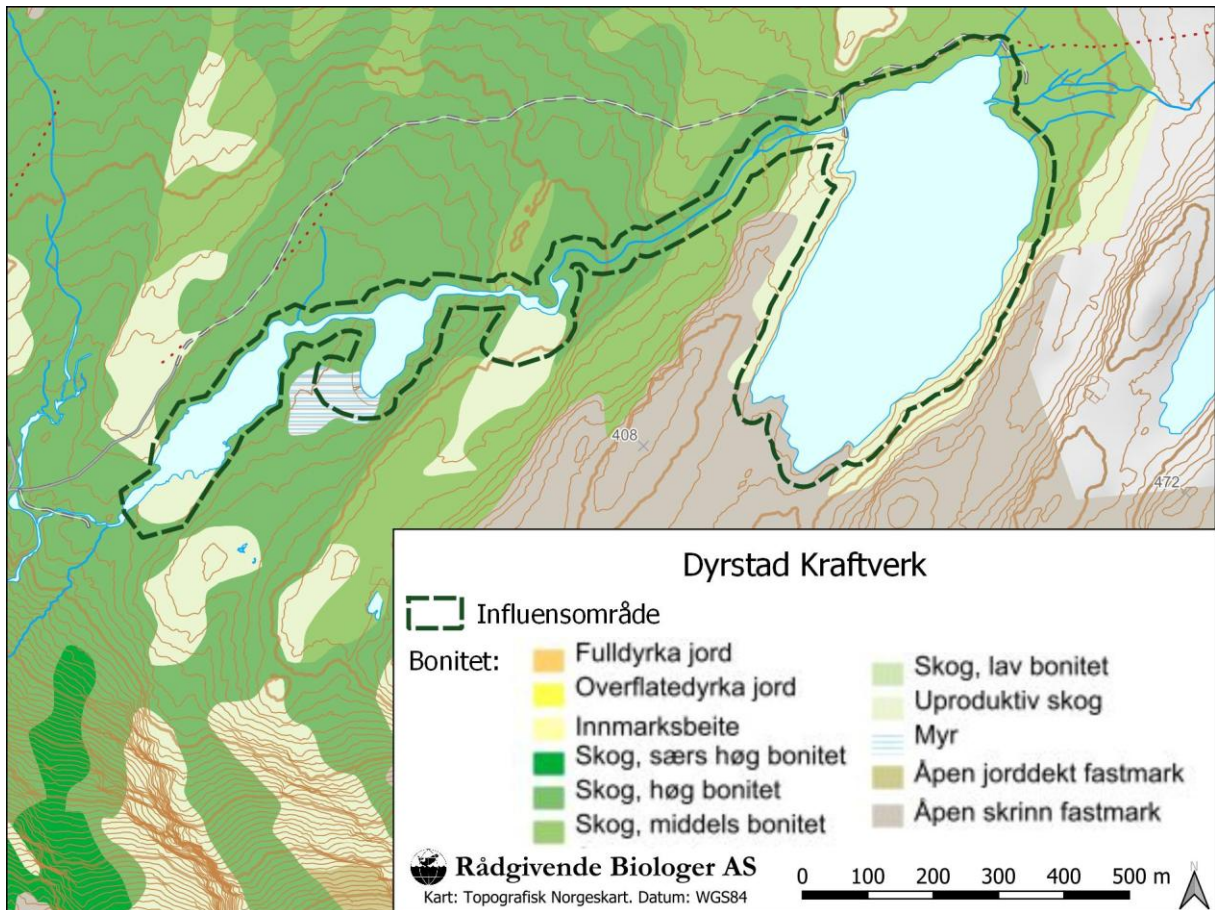 408
472
Dyrstad Kraftverk
Influensområde
Bonitet:
Fulldyrka jord
Overflatedyrka jord
Innmarksbeite
Skog, særs høg bonitet
Skog, høg bonitet
Skog, middels bonitet
Skog, lav bonitet
Uproduktiv skog
Myr
Åpen jorddekt fastmark
Åpen skrinn fastmark
Rådgivende Biologer AS
Kart: Topografisk Norgeskart. Datum: WGS84
0 100 200 300 400 500 m
N